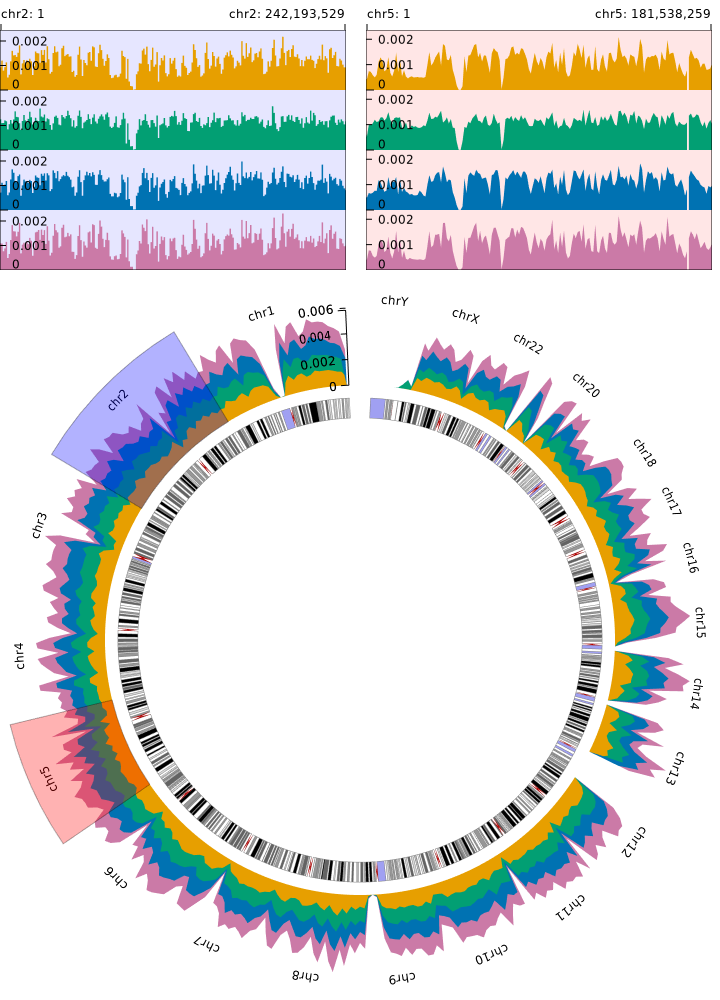 chr2: 1
chr2: 242,193,529
chr5: 1
chr5: 181,538,259
0.002
0.001
0
0.002
0.001
0
0.002
0.001
0
0.002
0.001
0.002
0.001
0
0.002
0.001
0
0.002
0.001
0
0.002
0.001
0
0.006
0.004
0.002
0
chr1
chrY
chrX
chr22
chr20
chr18
chr17
chr16
chr15
chr14
chr13
chr12
chr11
chr10
chr9
chr8
chr7
chr6
chr5
chr4
chr3
chr2